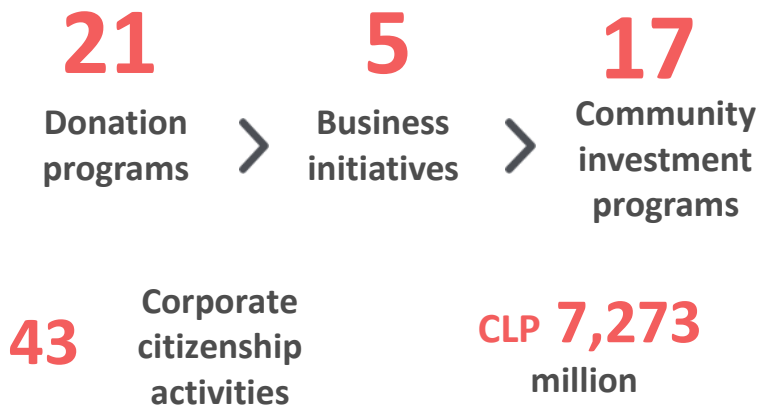 21
Donation
programs
5
Business
initiatives
17
Community
investment
programs
43
Corporate
citizenship
activities
CLP 7,273
million